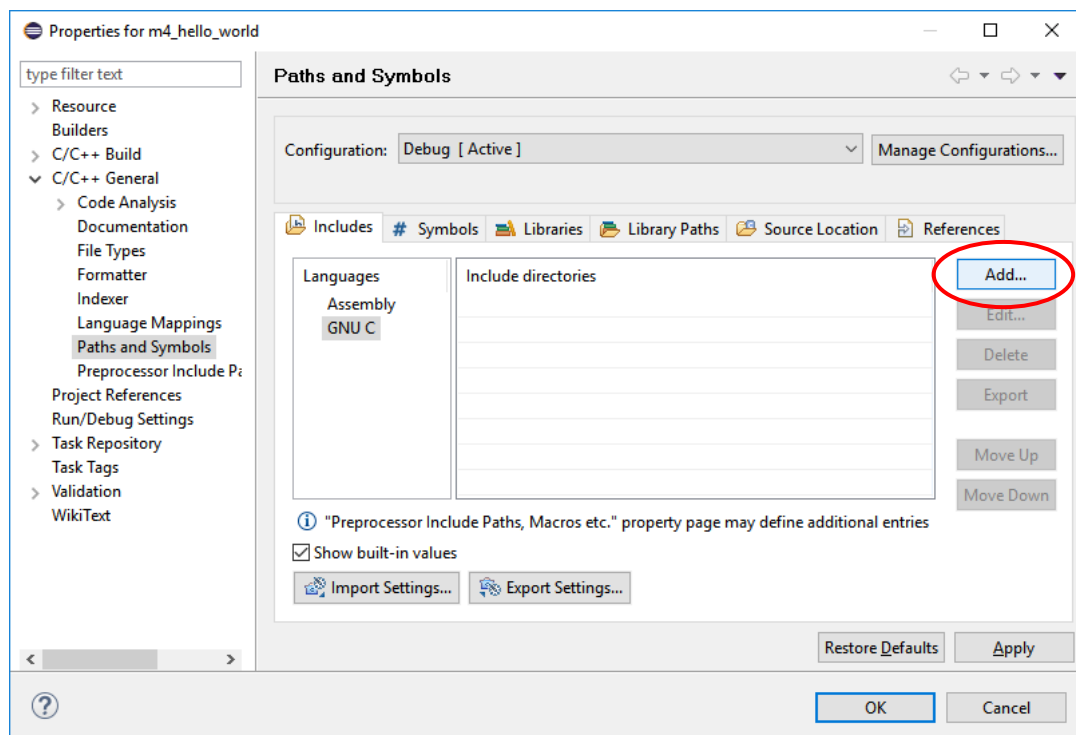 Properties for m4_hello_world
type filter text
Resource
Builders
C/C++ Build
C/C++ General
Code Analysis
Documentation
File Types
Formatter
Indexer
Language Mappings
Paths and Symbols
Preprocessor Include Pa
Project References
Run/Debug Settings
Task Repository
Task Tags
Validation
WikiText
Paths and Symbols
Configuration: Debug [ Active ] Manage Configurations...
Includes # Symbols Libraries Library Paths Source Location References
Languages
Assembly
GNU C
Include directories
Add...
Edit...
Delete
Export
Move Up
Move Down
"Preprocessor Include Paths, Macros etc." property page may define additional entries
Show built-in values
Import Settings... Export Settings...
Restore Defaults Apply
? OK Cancel